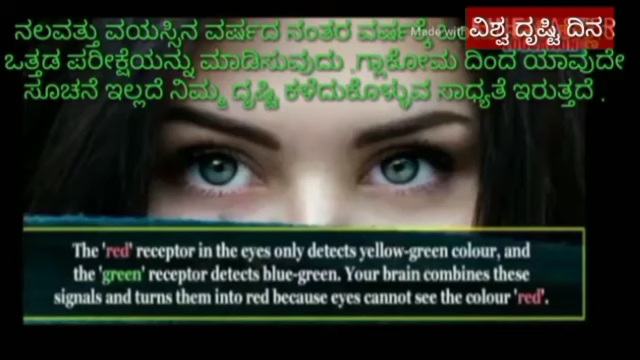 ನಲವತ್ತು ವಯಸ್ಸಿನ ವರ್ಷದ ನಂತರ ವರ್ಷಕ್ಕೆ
Made with
ವಿಶ್ವ ದೃಷ್ಟಿ ದಿನ
ಒತ್ತಡ ಪರೀಕ್ಷೆಯನ್ನು ಮಾಡಿಸುವುದು .ಗ್ಲಾಕೋಮ ದಿಂದ ಯಾವುದೇ
ಸೂಚನೆ ಇಲ್ಲದೆ ನಿಮ್ಮ ದೃಷ್ಟಿ ಕಳೆದುಕೊಳ್ಳುವ ಸಾಧ್ಯತೆ ಇರುತ್ತದೆ .
The 'red' receptor in the eyes only detects yellow-green colour, and
the 'green' receptor detects blue-green. Your brain combines these
signals and turns them into red because eyes cannot see the colour 'red'.